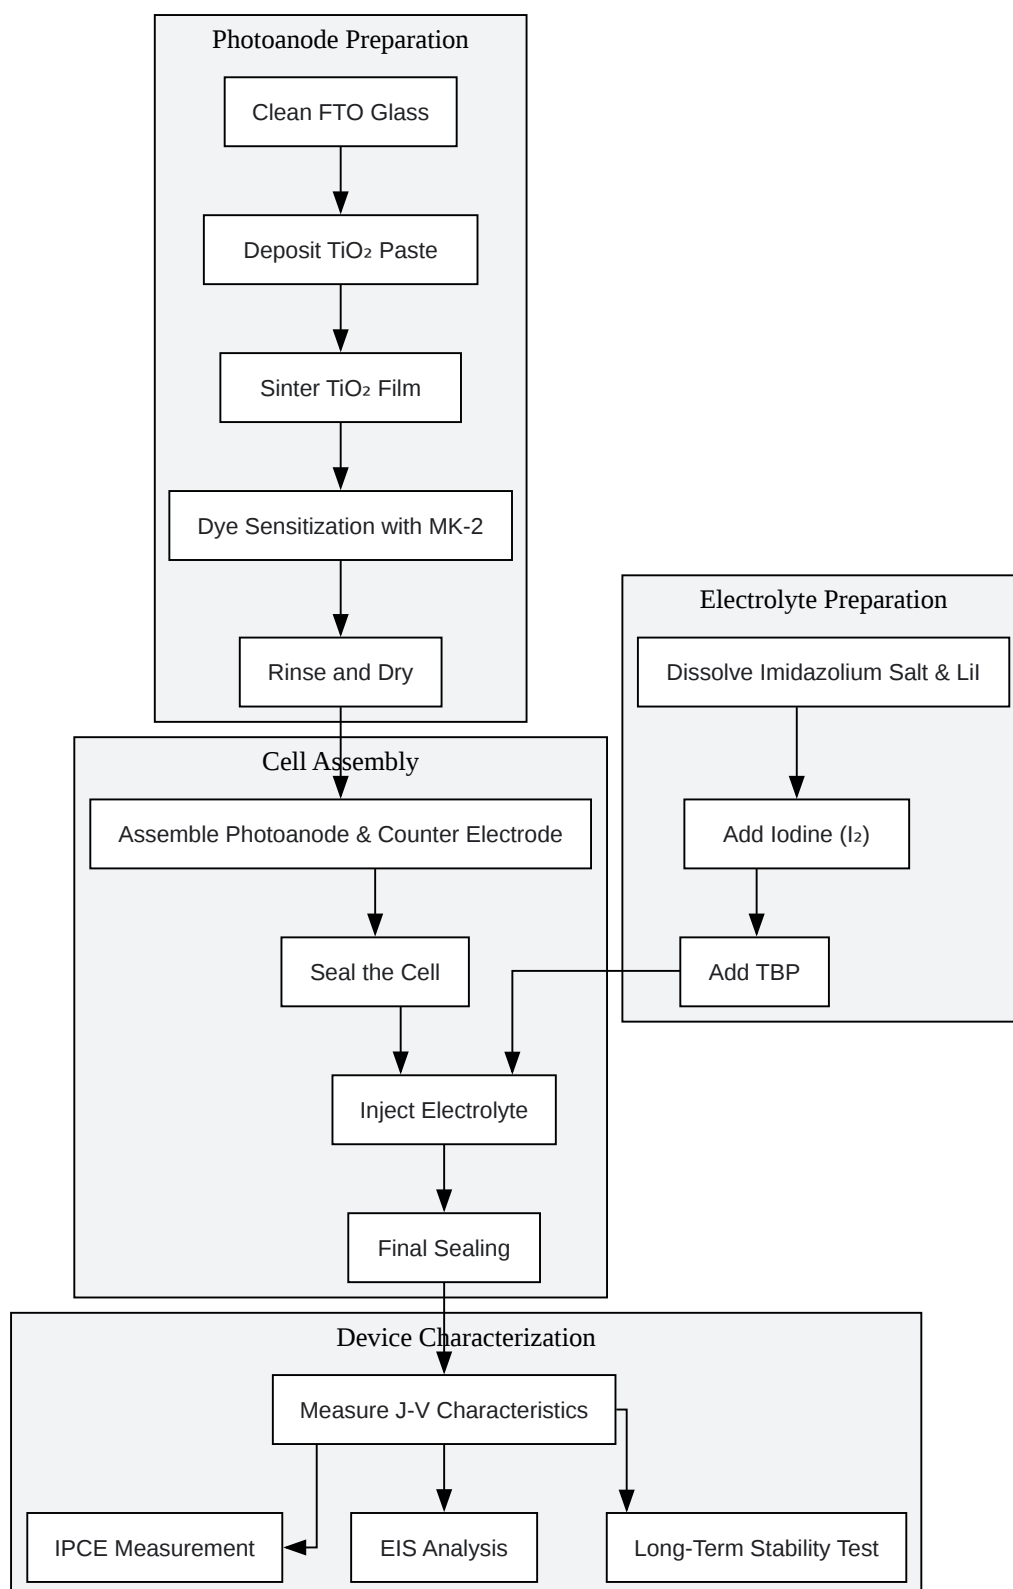 Photoanode Preparation
Clean FTO Glass
Deposit TiO₂ Paste
Sinter TiO₂ Film
Dye Sensitization with MK-2
Rinse and Dry
Electrolyte Preparation
Dissolve Imidazolium Salt & LiI
Add Iodine (I₂)
Add TBP
Cell Assembly
Assemble Photoanode & Counter Electrode
Seal the Cell
Inject Electrolyte
Final Sealing
Device Characterization
Measure J-V Characteristics
IPCE Measurement
EIS Analysis
Long-Term Stability Test